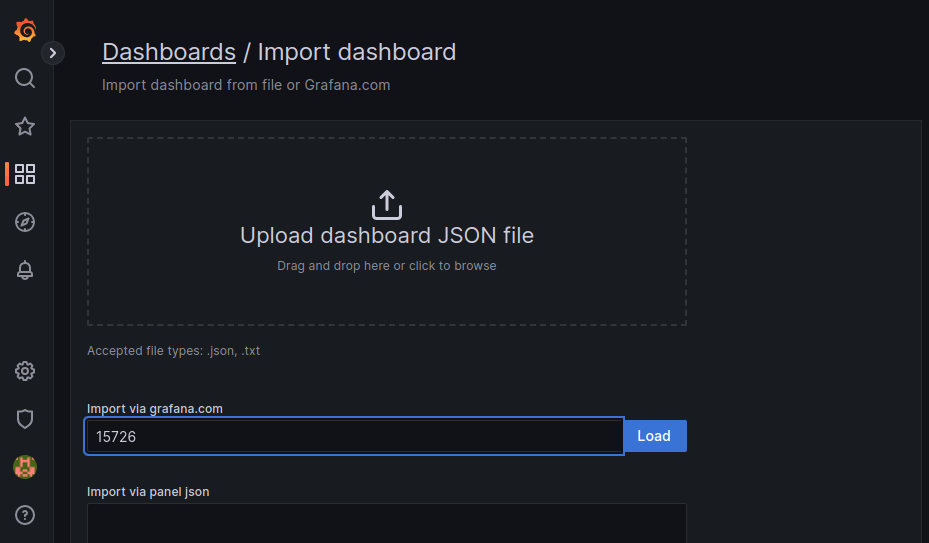 Dashboards / Import dashboard
Import dashboard from file or Grafana.com
Upload dashboard JSON file
Drag and drop here or click to browse
Accepted file types: .json, .txt
Import via grafana.com
15726
Load
Import via panel json